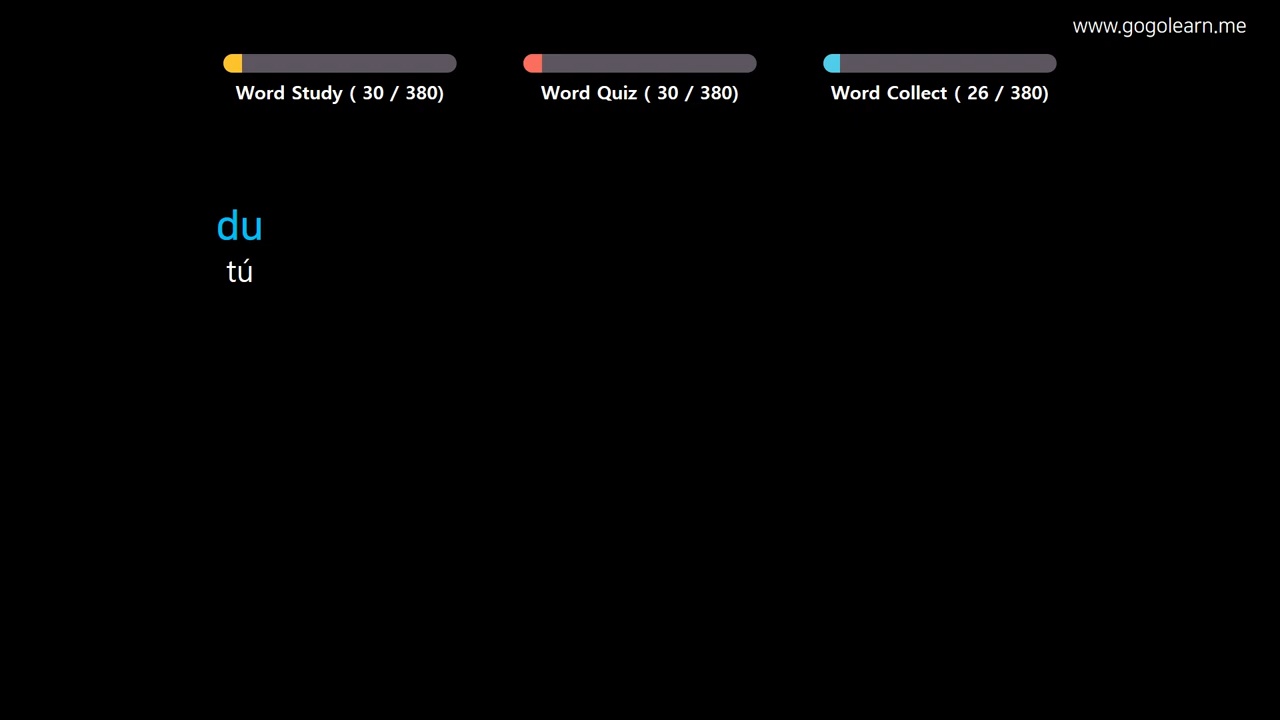 www.gogolearn.me
Word Study ( 30 / 380)
Word Quiz ( 30 / 380)
Word Collect ( 26 / 380)
du
tú